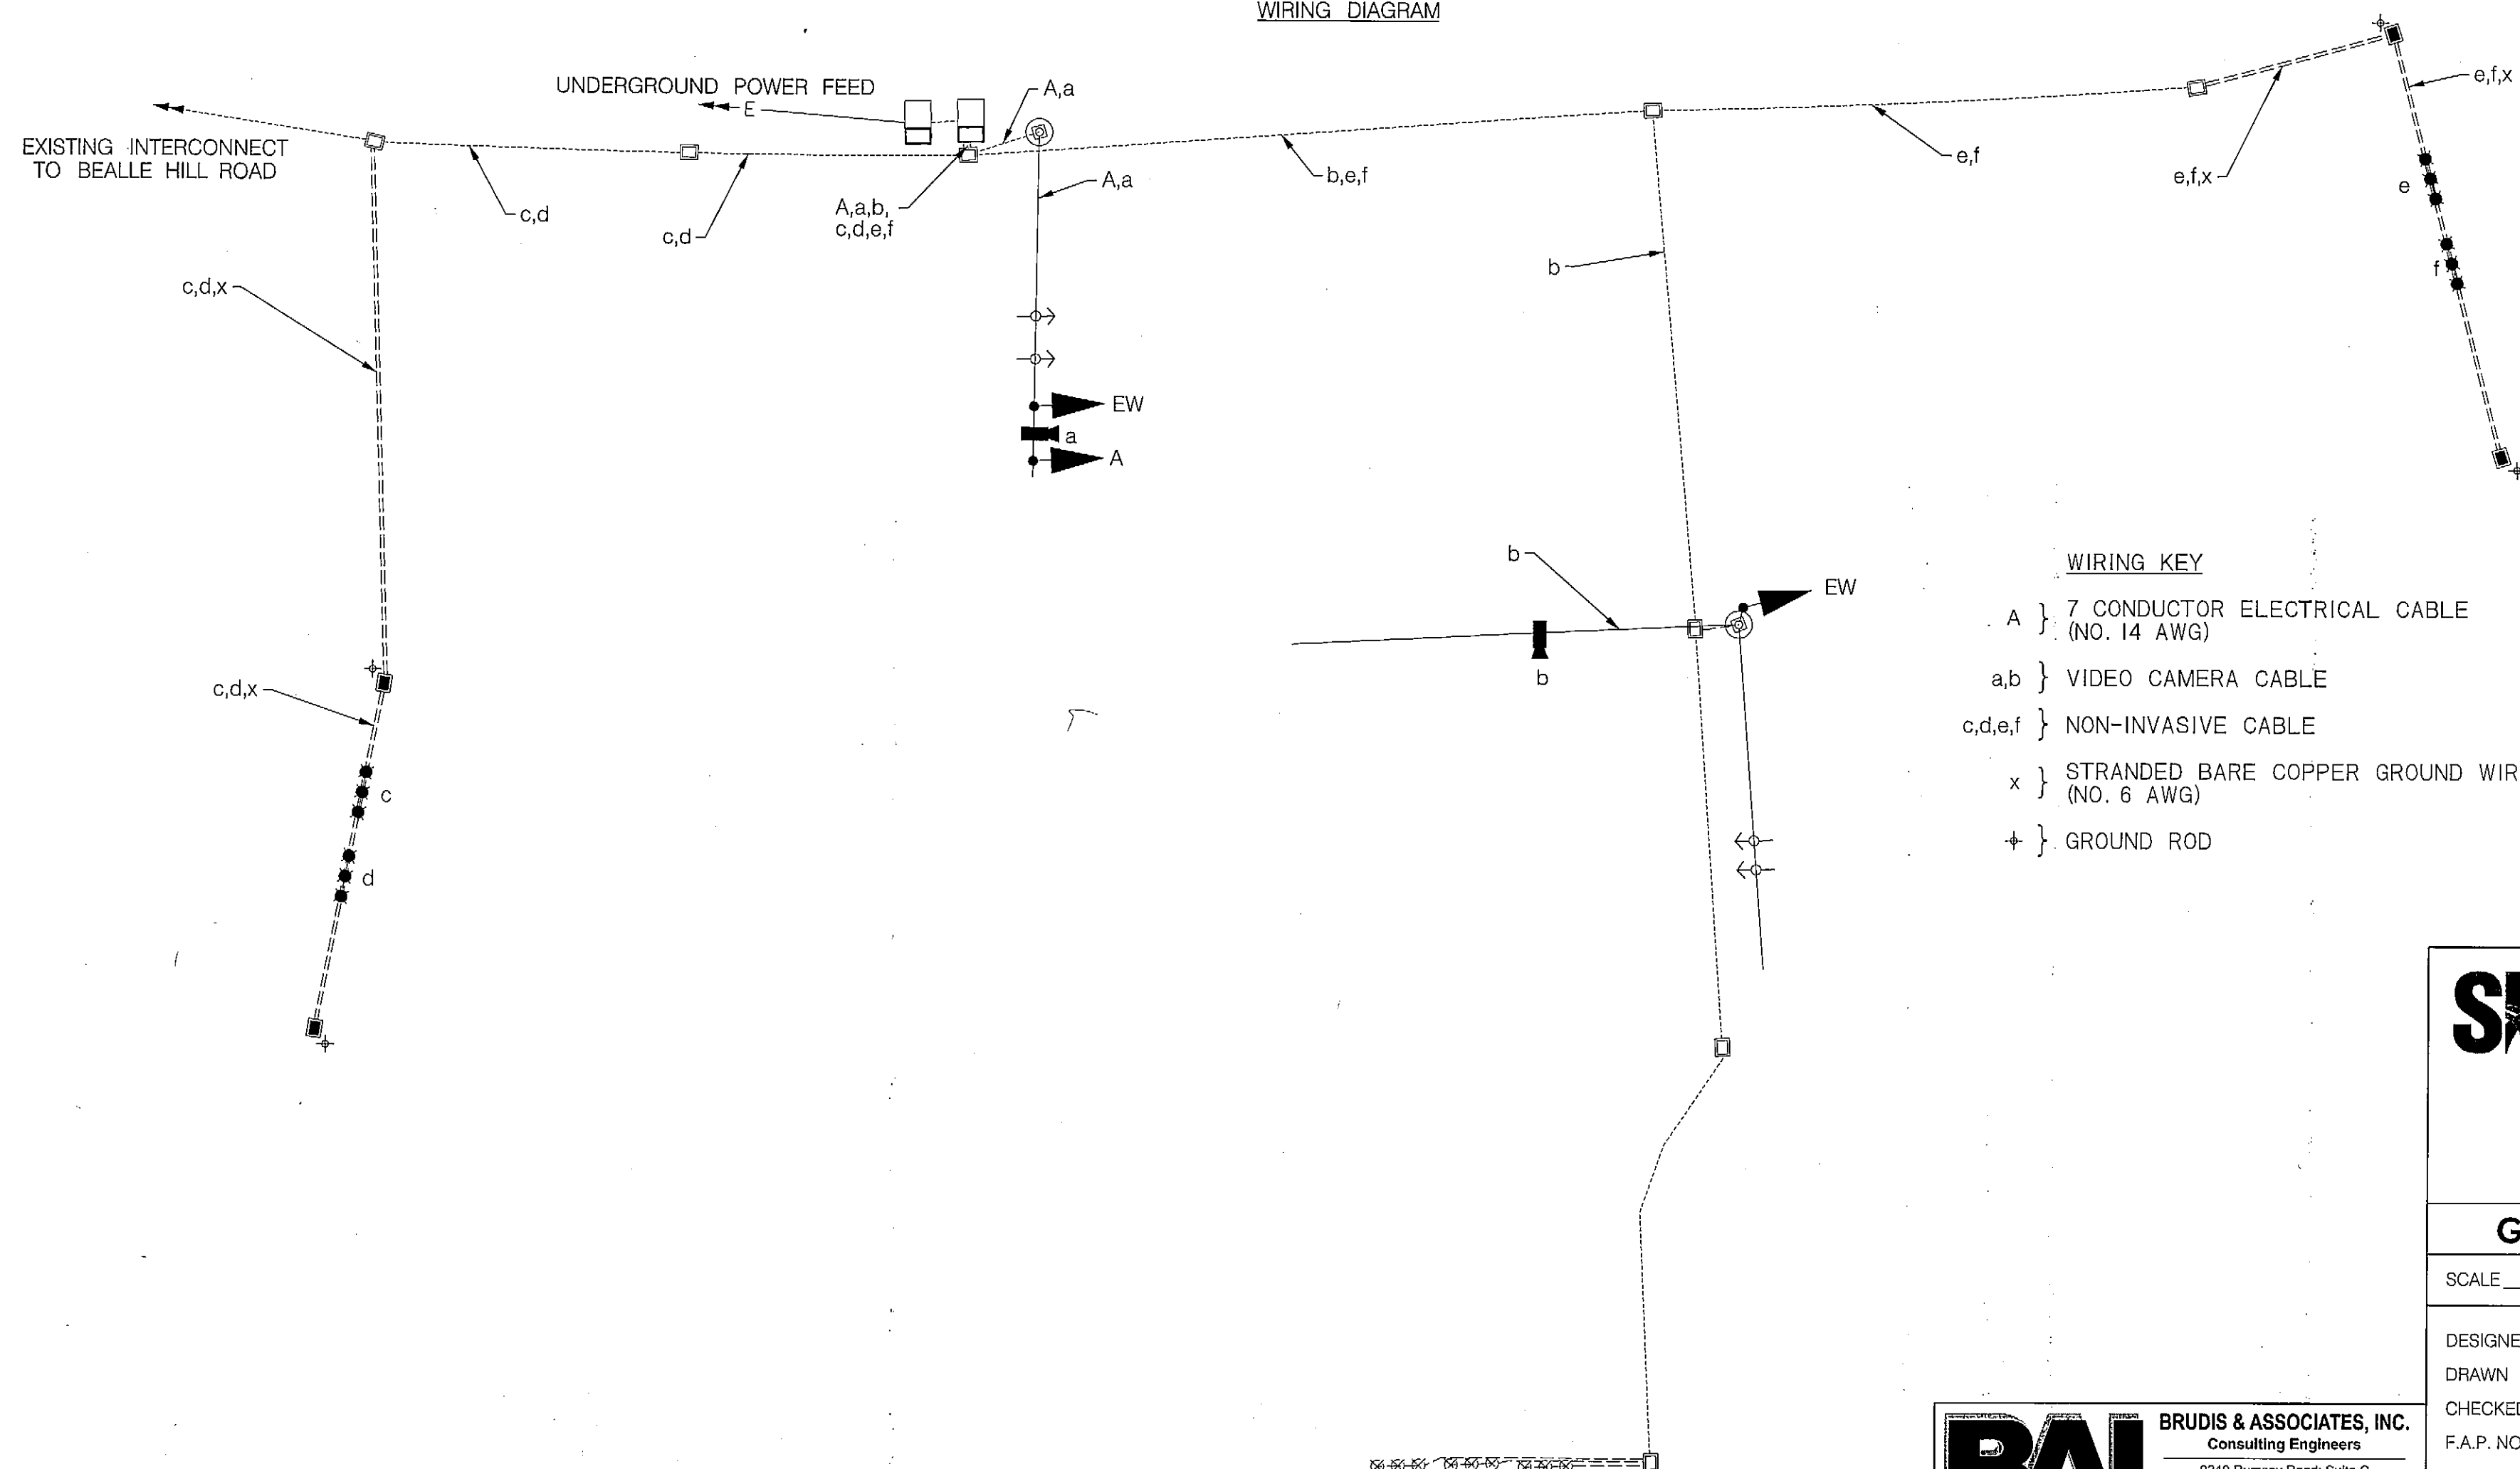 WIRING DIAGRAM
UNDERGROUND POWER FEED
E
A,a
e,f,x
EXISTING INTERCONNECT
TO BEALLE HILL ROAD
c,d
c,d
A,a,b,
c,d,e,f
A,a
b,e,f
e,f
e,f,x
e
f
b
c,d,x
EW
a
A
b
EW
b
c,d,x
c
d
WIRING KEY
A } 7 CONDUCTOR ELECTRICAL CABLE
(NO. 14 AWG)
a,b } VIDEO CAMERA CABLE
c,d,e,f } NON-INVASIVE CABLE
x } STRANDED BARE COPPER GROUND WIR
(NO. 6 AWG)
} GROUND ROD
G
SCALE
DESIGNE
DRAWN
CHECKED
F.A.P. NO
BRUDIS & ASSOCIATES, INC.
Consulting Engineers